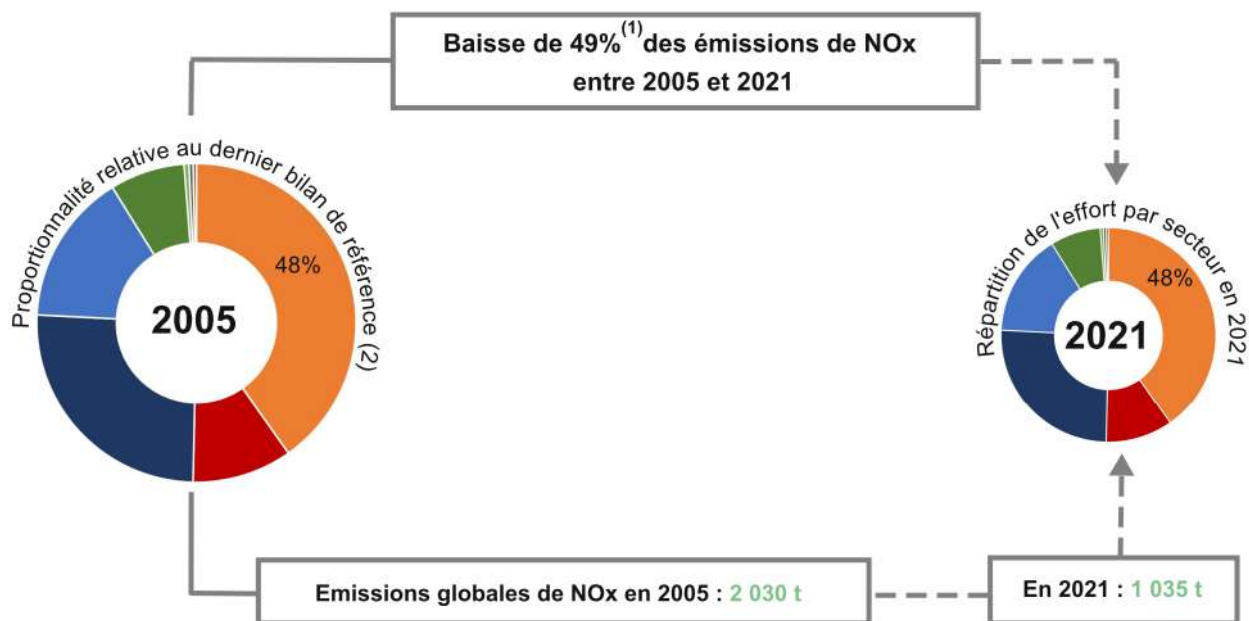 Baisse de 49%(1) des émissions de NOx
entre 2005 et 2021
Proportionnalité relative au dernier bilan de référence (2)
48%
2005
Répartition de l'effort par secteur en 2021
48%
2021
Emissions globales de NOx en 2005 : 2 030 t
En 2021 : 1 035 t